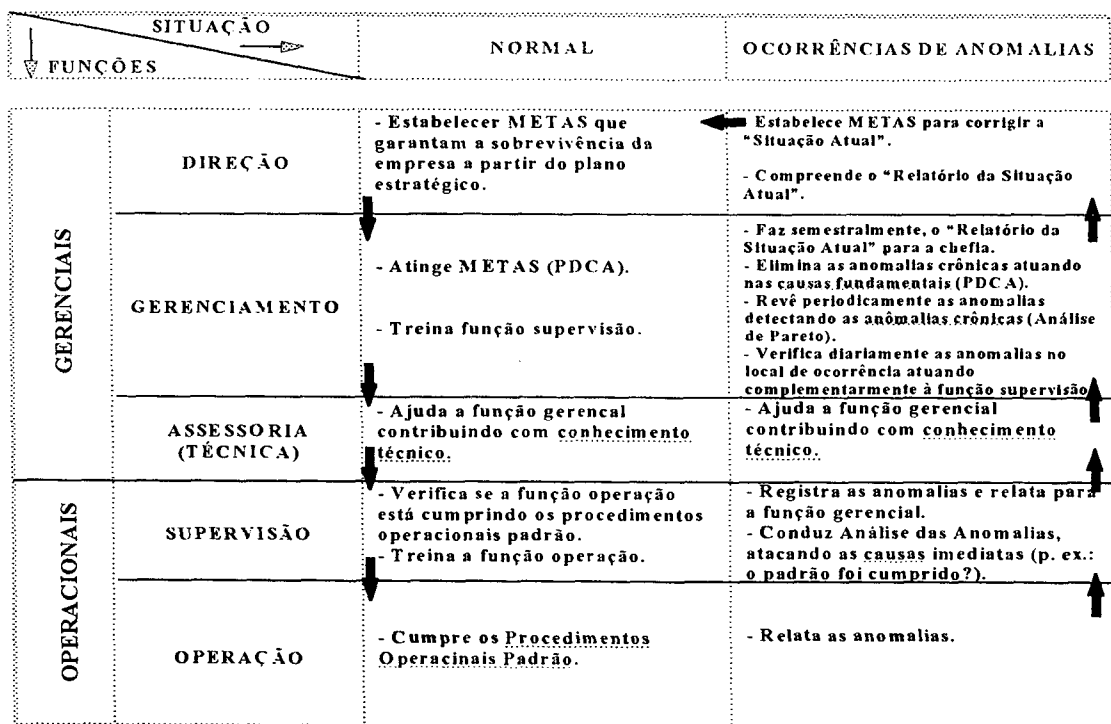 SITUAÇÃO
FUNÇÕES
NORMAL
OCORRÊNCIAS DE ANOMALIAS
GERENCIAIS
DIREÇÃO
- Estabelecer METAS que
garantam a sobrevivência da
empresa a partir do plano
estratégico.
Estabelece METAS para corrigir a
"Situação Atual".
- Compreende o "Relatório da Situação
Atual".
GERENCIAMENTO
- Atinge METAS (PDCA).
- Treina função supervisão.
- Faz semestralmente, o "Relatório da
Situação Atual" para a chefia.
- Elimina as anomalias crônicas atuando
nas causas fundamentais (PDCA).
- Revê periodicamente as anomalias
detectando as anômalias crônicas (Análise
de Pareto).
- Verifica diariamente as anomalias no
local de ocorrência atuando
complementarmente à função supervisão
ASSESSORIA
(TÉCNICA)
- Ajuda a função gerencal
contribuindo com conhecimento
técnico.
- Ajuda a função gerencial
contribuindo com conhecimento
técnico.
OPERACIONAIS
SUPERVISÃO
- Verifica se a função operação
está cumprindo os procedimentos
operacionais padrão.
- Treina a função operação.
- Registra as anomalias e relata para
a função gerencial.
- Conduz Análise das Anomalias,
atacando as causas imediatas (p. ex.:
o padrão foi cumprido?).
OPERAÇÃO
- Cumpre os Procedimentos
Operacinais Padrão.
- Relata as anomalias.